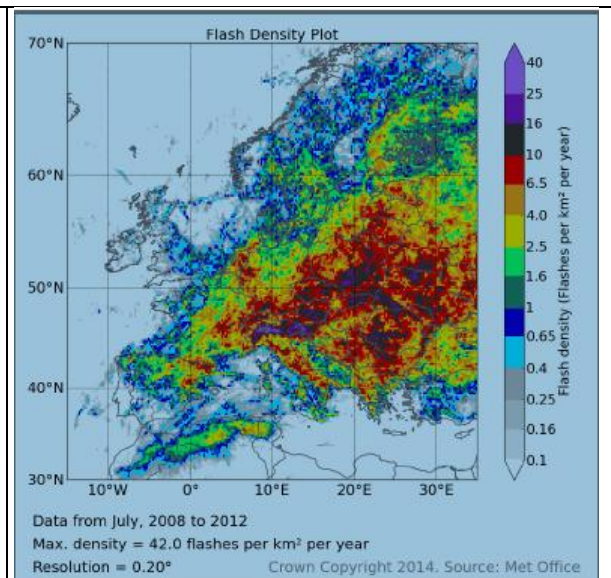 Flash Density Plot
70°N
60°N
50°N
40°N
30°N
10°W 0° 10°E 20°E 30°E
40
25
16
10
6.5
4.0
2.5
1.6
1
0.65
0.4
0.25
0.16
0.1
Flash density (Flashes per km² per year)
Data from July, 2008 to 2012
Max. density = 42.0 flashes per km² per year
Resolution = 0.20°
Crown Copyright 2014. Source: Met Office